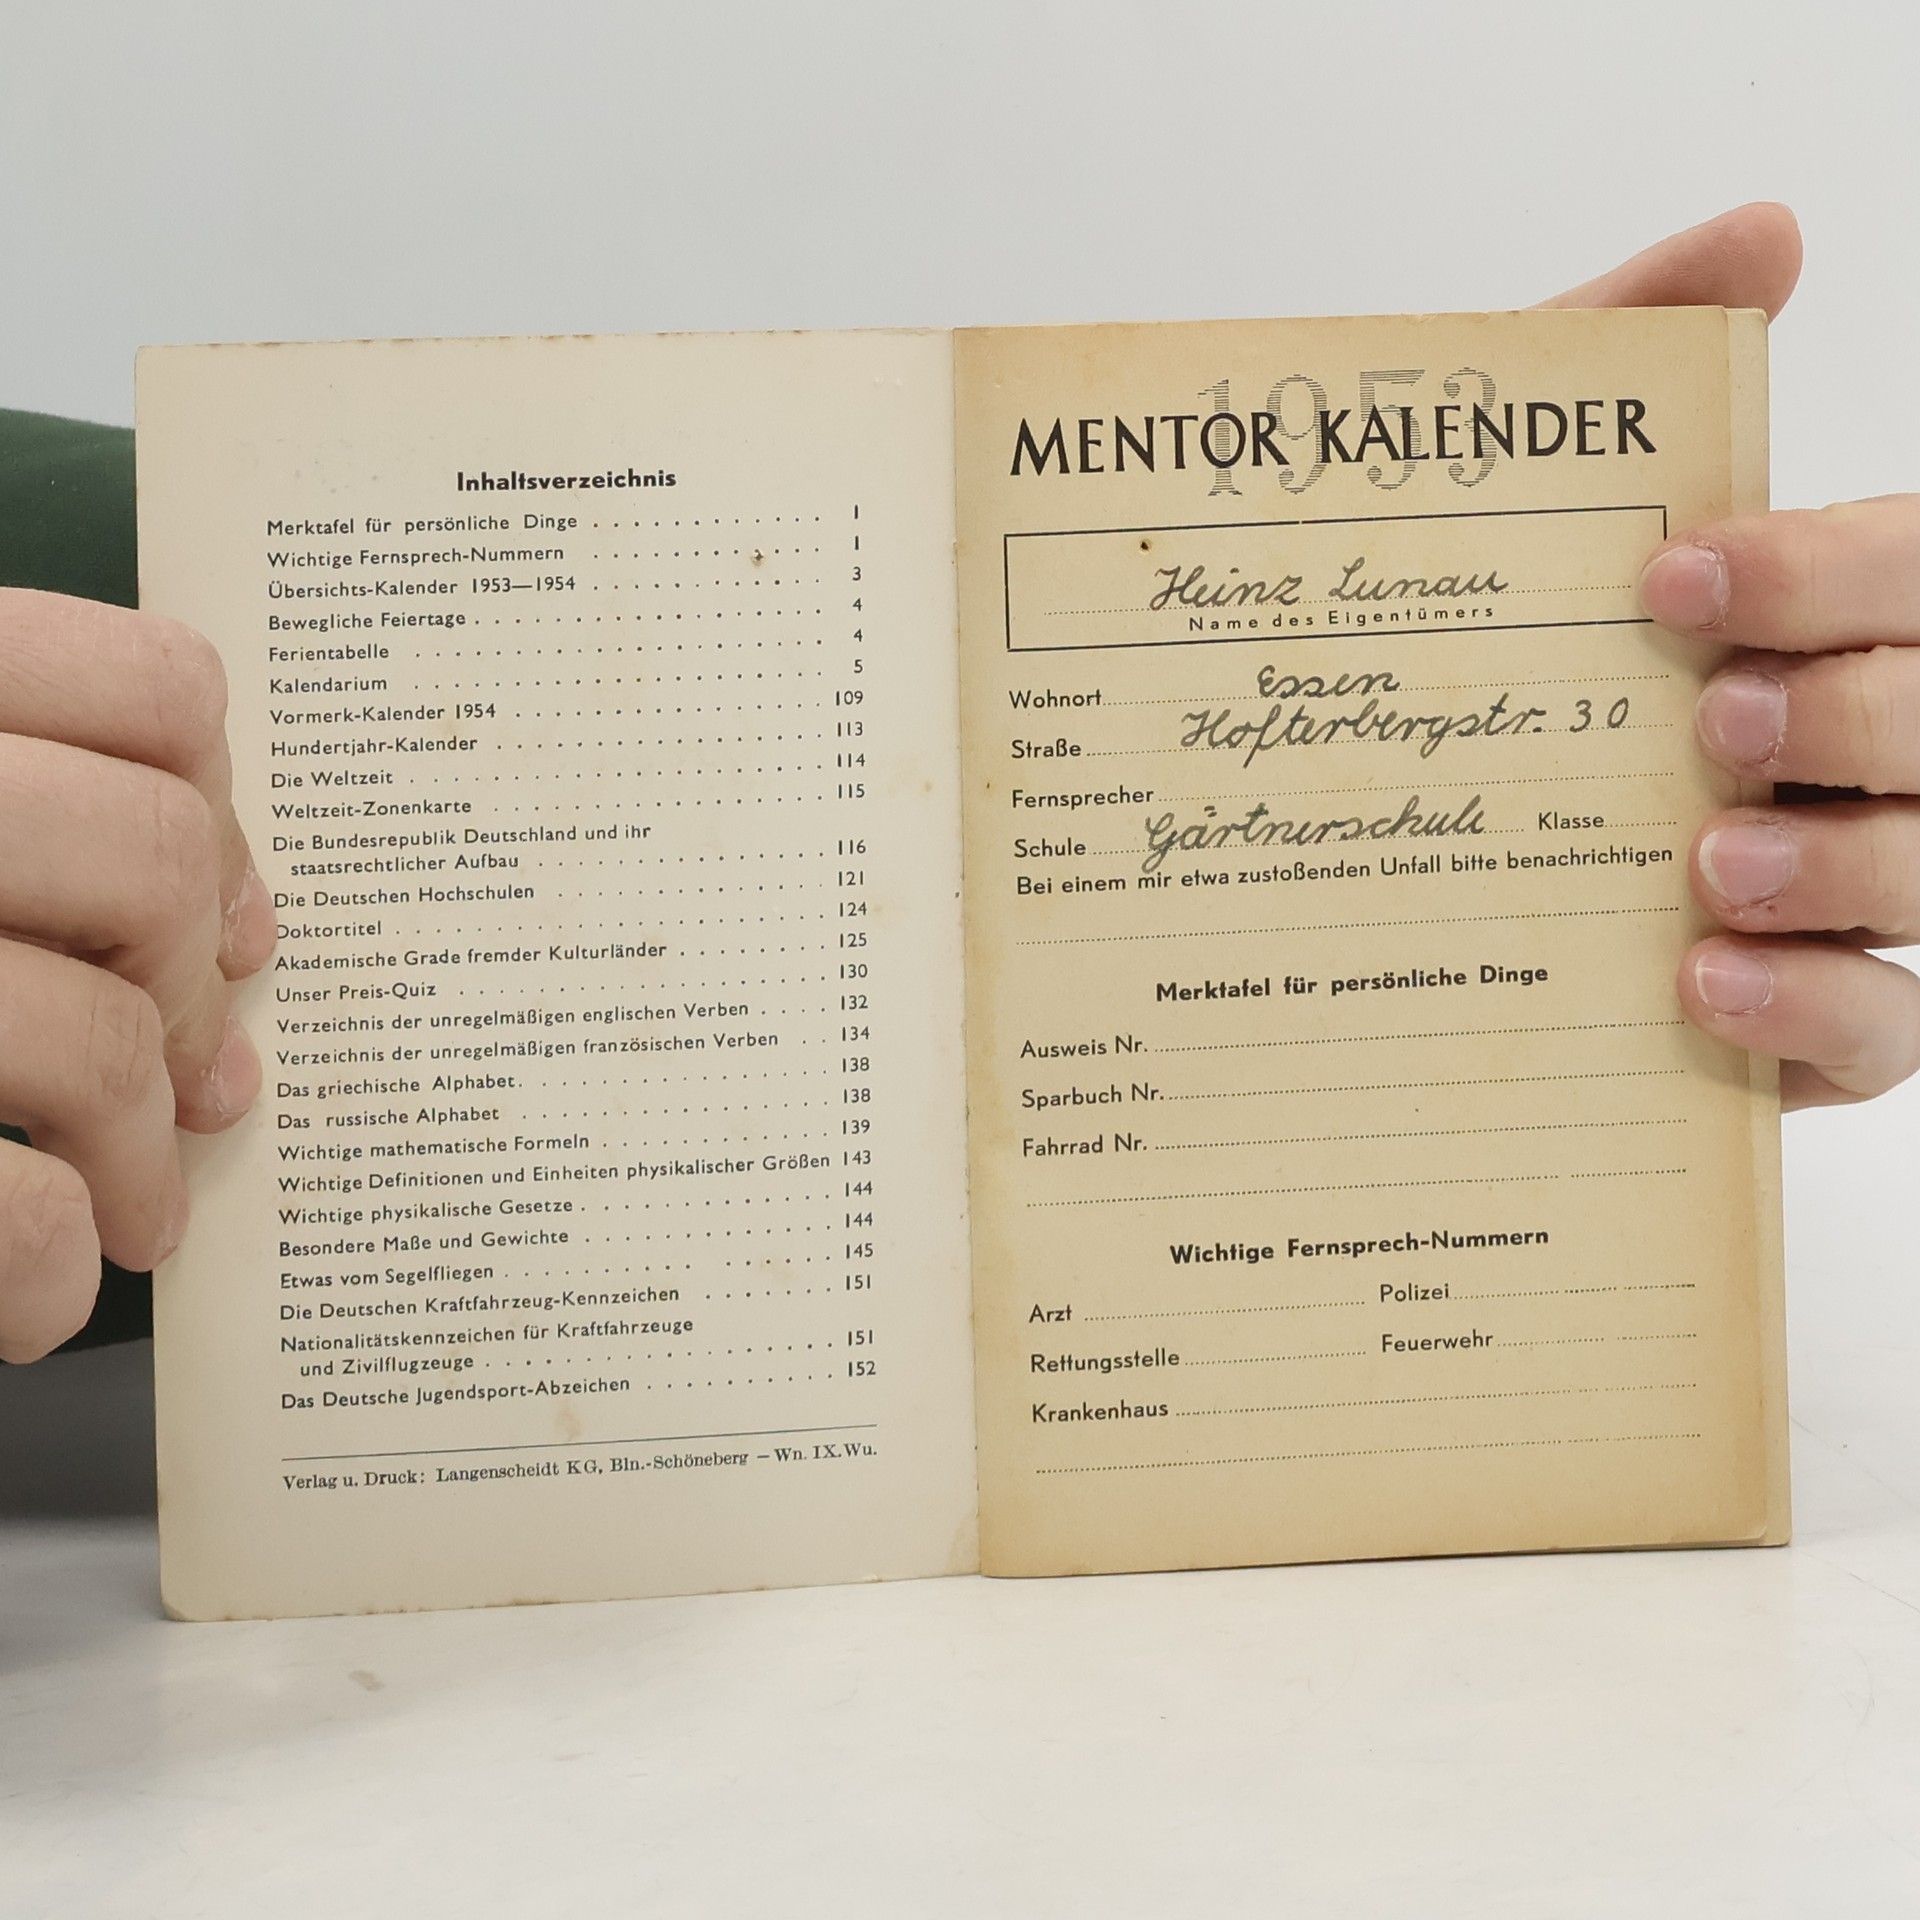 Inhaltsverzeichnis
Merktafel für persönliche Dinge . . . . . . . . . . . . 1
Wichtige Fernsprech-Nummern . . . . . . . . . . . . 1
Übersichts-Kalender 1953—1954 . . . . . . . . . . . . 3
Bewegliche Feiertage . . . . . . . . . . . . . . . . 4
Ferientabelle . . . . . . . . . . . . . . . . . . 4
Kalendarium . . . . . . . . . . . . . . . . . . 5
Vormerk-Kalender 1954 . . . . . . . . . . . . . . 109
Hundertjahr-Kalender . . . . . . . . . . . . . . . 113
Die Weltzeit . . . . . . . . . . . . . . . . . . 114
Weltzeit-Zonenkarte . . . . . . . . . . . . . . . 115
Die Bundesrepublik Deutschland und ihr
staatsrechtlicher Aufbau . . . . . . . . . . . . . 116
Die Deutschen Hochschulen . . . . . . . . . . . . 121
Doktortitel . . . . . . . . . . . . . . . . . . 124
Akademische Grade fremder Kulturländer . . . . . . . 125
Unser Preis-Quiz . . . . . . . . . . . . . . . . 130
Verzeichnis der unregelmäßigen englischen Verben . . . . 132
Verzeichnis der unregelmäßigen französischen Verben . . 134
Das griechische Alphabet . . . . . . . . . . . . . . 138
Das russische Alphabet . . . . . . . . . . . . . . 138
Wichtige mathematische Formeln . . . . . . . . . . . 139
Wichtige Definitionen und Einheiten physikalischer Größen 143
Wichtige physikalische Gesetze . . . . . . . . . . . 144
Besondere Maße und Gewichte . . . . . . . . . . . 144
Etwas vom Segelfliegen . . . . . . . . . . . . . . 145
Die Deutschen Kraftfahrzeug-Kennzeichen . . . . . . . 151
Nationalitätskennzeichen für Kraftfahrzeuge
und Zivilflugzeuge . . . . . . . . . . . . . . . 151
Das Deutsche Jugendsport-Abzeichen . . . . . . . . . 152
Verlag u. Druck: Langenscheidt KG, Bln.-Schöneberg — Wn. IX. Wu.
1953
MENTOR KALENDER
Heinz Lunau
Name des Eigentümers
Wohnort Essen
Straße Hofterbergstr. 30
Fernsprecher
Schule Gärtnerschule Klasse
Bei einem mir etwa zustoßenden Unfall bitte benachrichtigen
Merktafel für persönliche Dinge
Ausweis Nr.
Sparbuch Nr.
Fahrrad Nr.
Wichtige Fernsprech-Nummern
Arzt Polizei
Rettungsstelle Feuerwehr
Krankenhaus